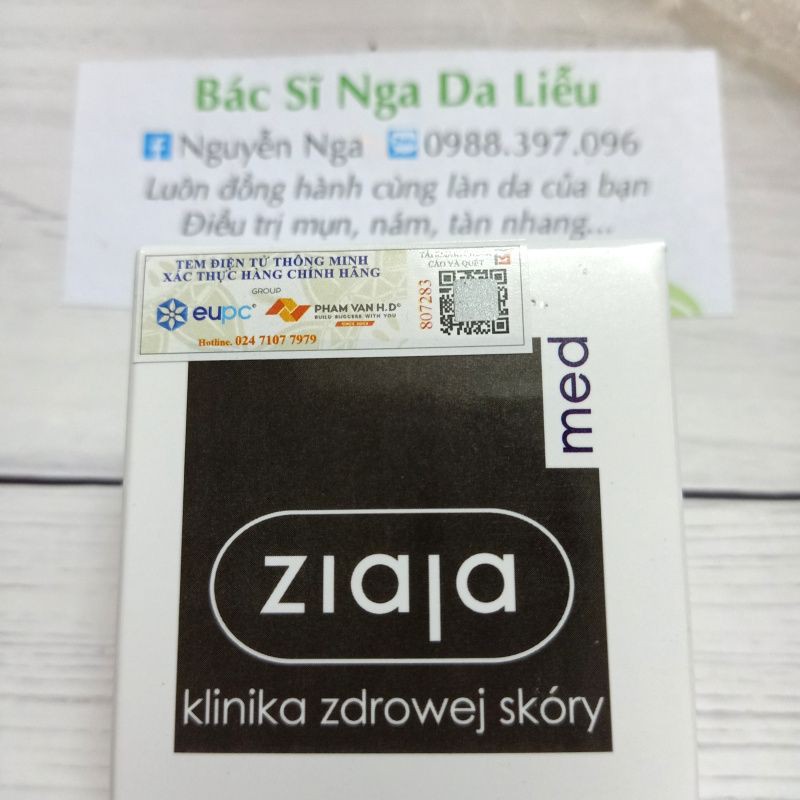 Bác Sĩ Nga Da Liễu
Nguyễn Nga 0988.397.096
Luôn đồng hành cùng làn da của bạn
Điều trị mụn, nám, tàn nhang...
TEM ĐIỆN TỬ THÔNG MINH
XÁC THỰC HÀNG CHÍNH HÃNG
CÀO VÀ QUÉT
GROUP
eupc®
PHAM VAN H.D®
BUILD SUCCESS WITH YOU
807283
Hotline. 024 7107 7979
med
ziaja
klinika zdrowej skóry